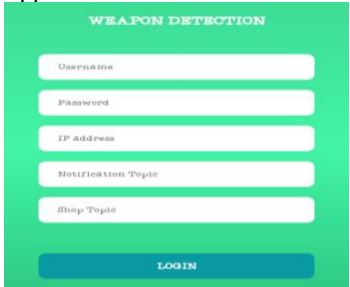 WEAPON DETECTION
Username
Password
IP address
Notification Topic
Shop Topic
LOGIN